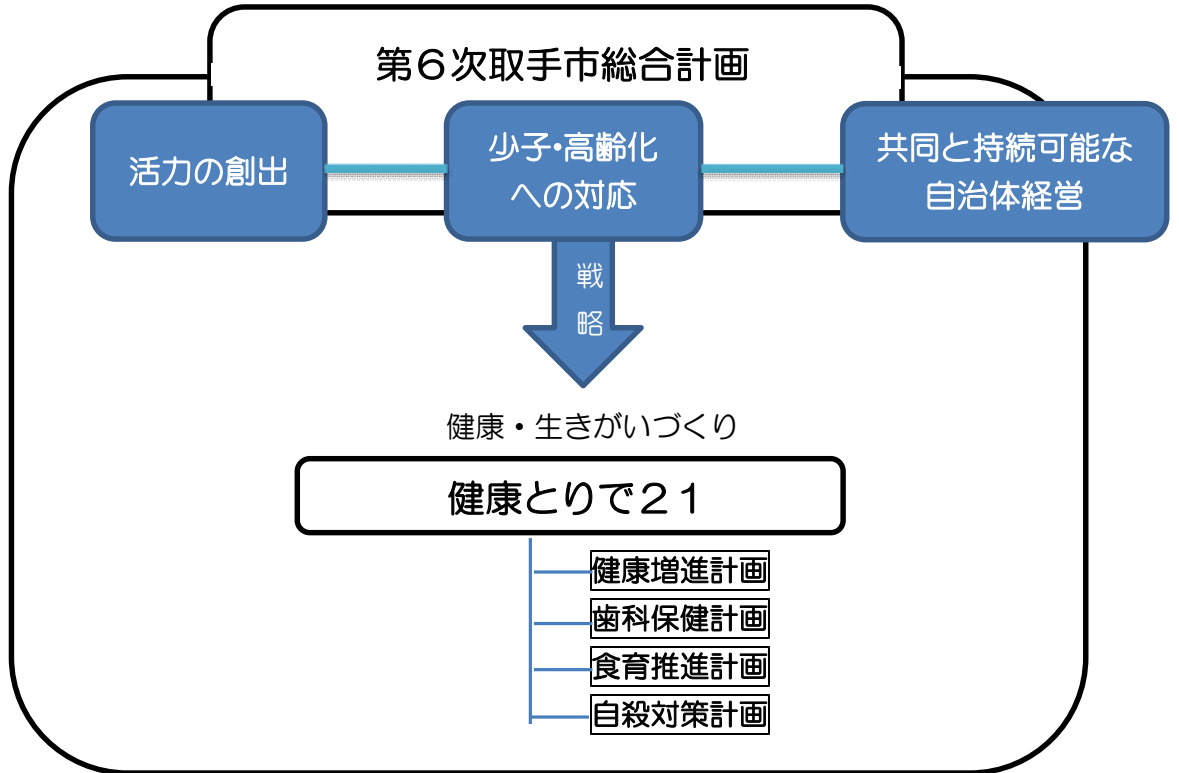 第６次取手市総合計画
活力の創出
少子・高齢化
への対応
共同と持続可能な
自治体経営
戦
略
健康・生きがいづくり
健康とりで２１
健康増進計画
歯科保健計画
食育推進計画
自殺対策計画